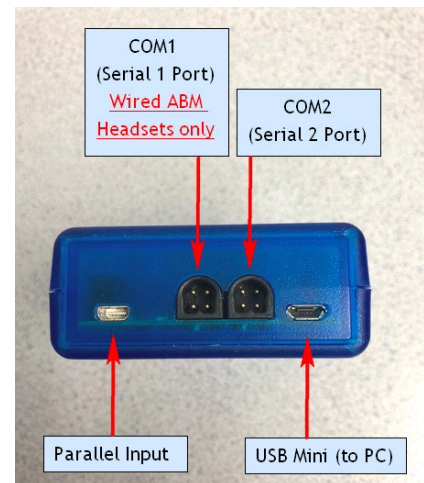 COM1
(Serial 1 Port)
Wired ABM
Headsets only
COM2
(Serial 2 Port)
Parallel Input
USB Mini (to PC)